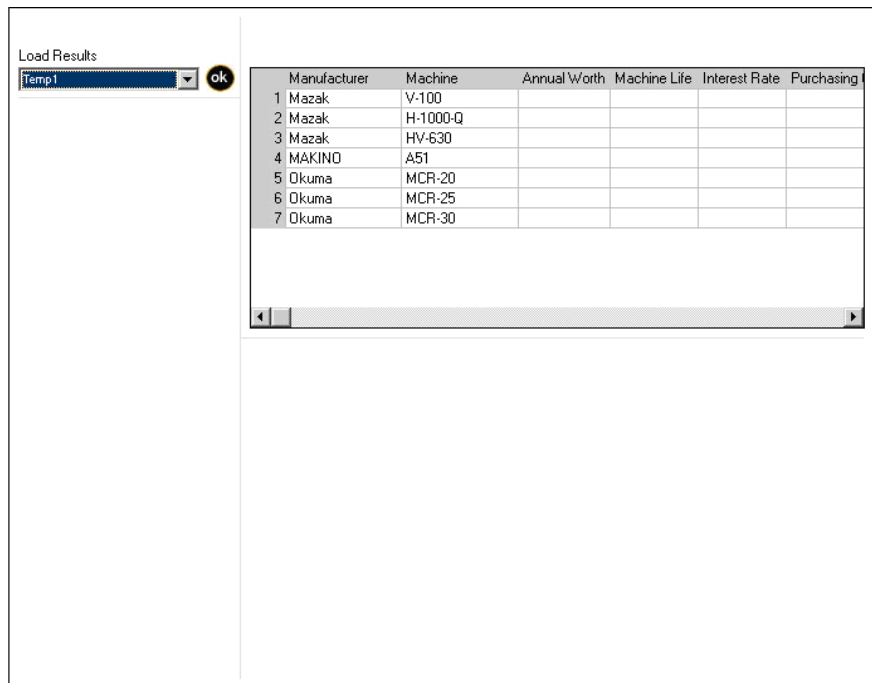 Load Results
Temp1 ok
Manufacturer Machine Annual Worth Machine Life Interest Rate Purchasing
1 Mazak V-100
2 Mazak H-1000-Q
3 Mazak HV-630
4 MAKINO A51
5 Okuma MCR-20
6 Okuma MCR-25
7 Okuma MCR-30